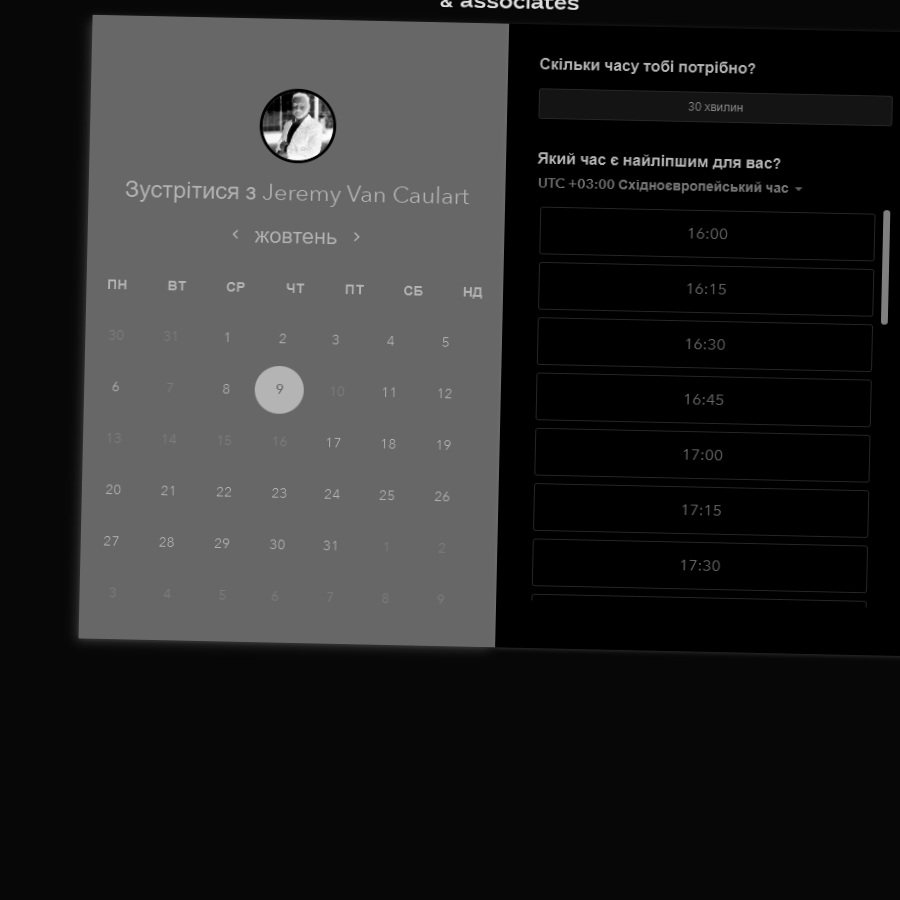 & associates
Зустрітися з Jeremy Van Caulart
жовтень
ПН ВТ СР ЧТ ПТ СБ НД
30 31 1 2 3 4 5
6 7 8 9 10 11 12
13 14 15 16 17 18 19
20 21 22 23 24 25 26
27 28 29 30 31 1 2
3 4 5 6 7 8 9
Скільки часу тобі потрібно?
30 хвилин
Який час є найліпшим для вас?
UTC +03:00 Східноєвропейський час
16:00
16:15
16:30
16:45
17:00
17:15
17:30